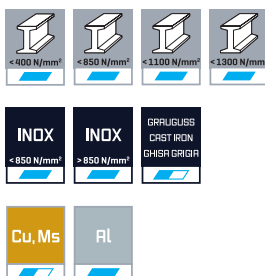 <400 N/mm² <850 N/mm² <1100 N/mm² <1300 N/mm²
INOX INOX GRAUGUSS
CAST IRON
GHISA GRIGIA
<850 N/mm² >850 N/mm²
Cu, Ms Al